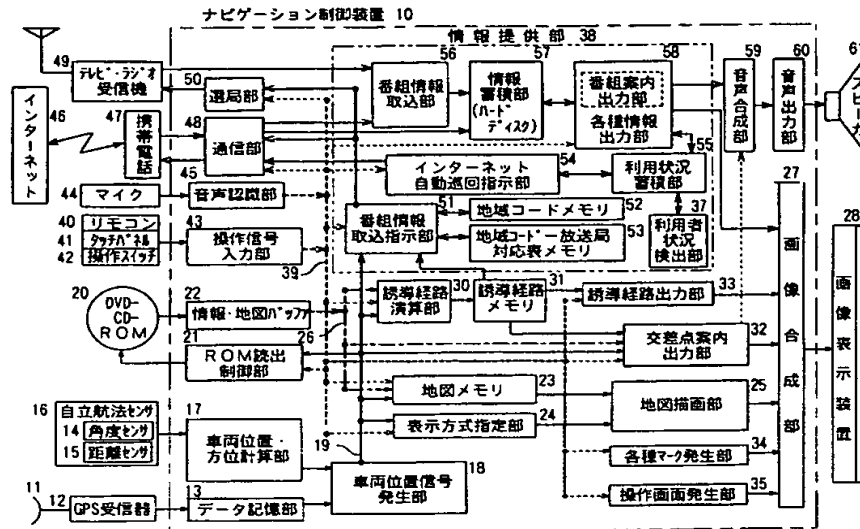 ナビゲーション制御装置 10
情報提供部 38
49
テレビ・ラジオ
受信機
50
選局部
56
番組情報
取込部
57
情報
蓄積部
(ハード
ディスク)
58
番組案内
出力部
各種情報
出力部
59
音声合成部
60
音声出力部
61
スピーカ
インターネット
46
47
携帯電話
48
通信部
54
インターネット
自動巡回指示部
55
利用状況
蓄積部
44
マイク
45
音声認識部
51
番組情報
取込指示部
地域コードメモリ
52
地域コード-放送局
対応表メモリ
53
37
利用者
状況
検出部
27
画像合成部
28
画像表示装置
40
リモコン
41
タッチパネル
42
操作スイッチ
43
操作信号
入力部
39
20
DVD-
CD-
ROM
22
情報・地図バッファ
26
21
ROM読出
制御部
30
誘導経路
演算部
31
誘導経路
メモリ
33
誘導経路出力部
32
交差点案内
出力部
地図メモリ
23
25
地図描画部
表示方式指定部
24
16
自立航法センサ
14
角度センサ
15
距離センサ
17
車両位置・
方位計算部
19
車両位置信号
発生部
18
各種マーク発生部
34
操作画面発生部
35
11
12
GPS受信器
13
データ記憶部